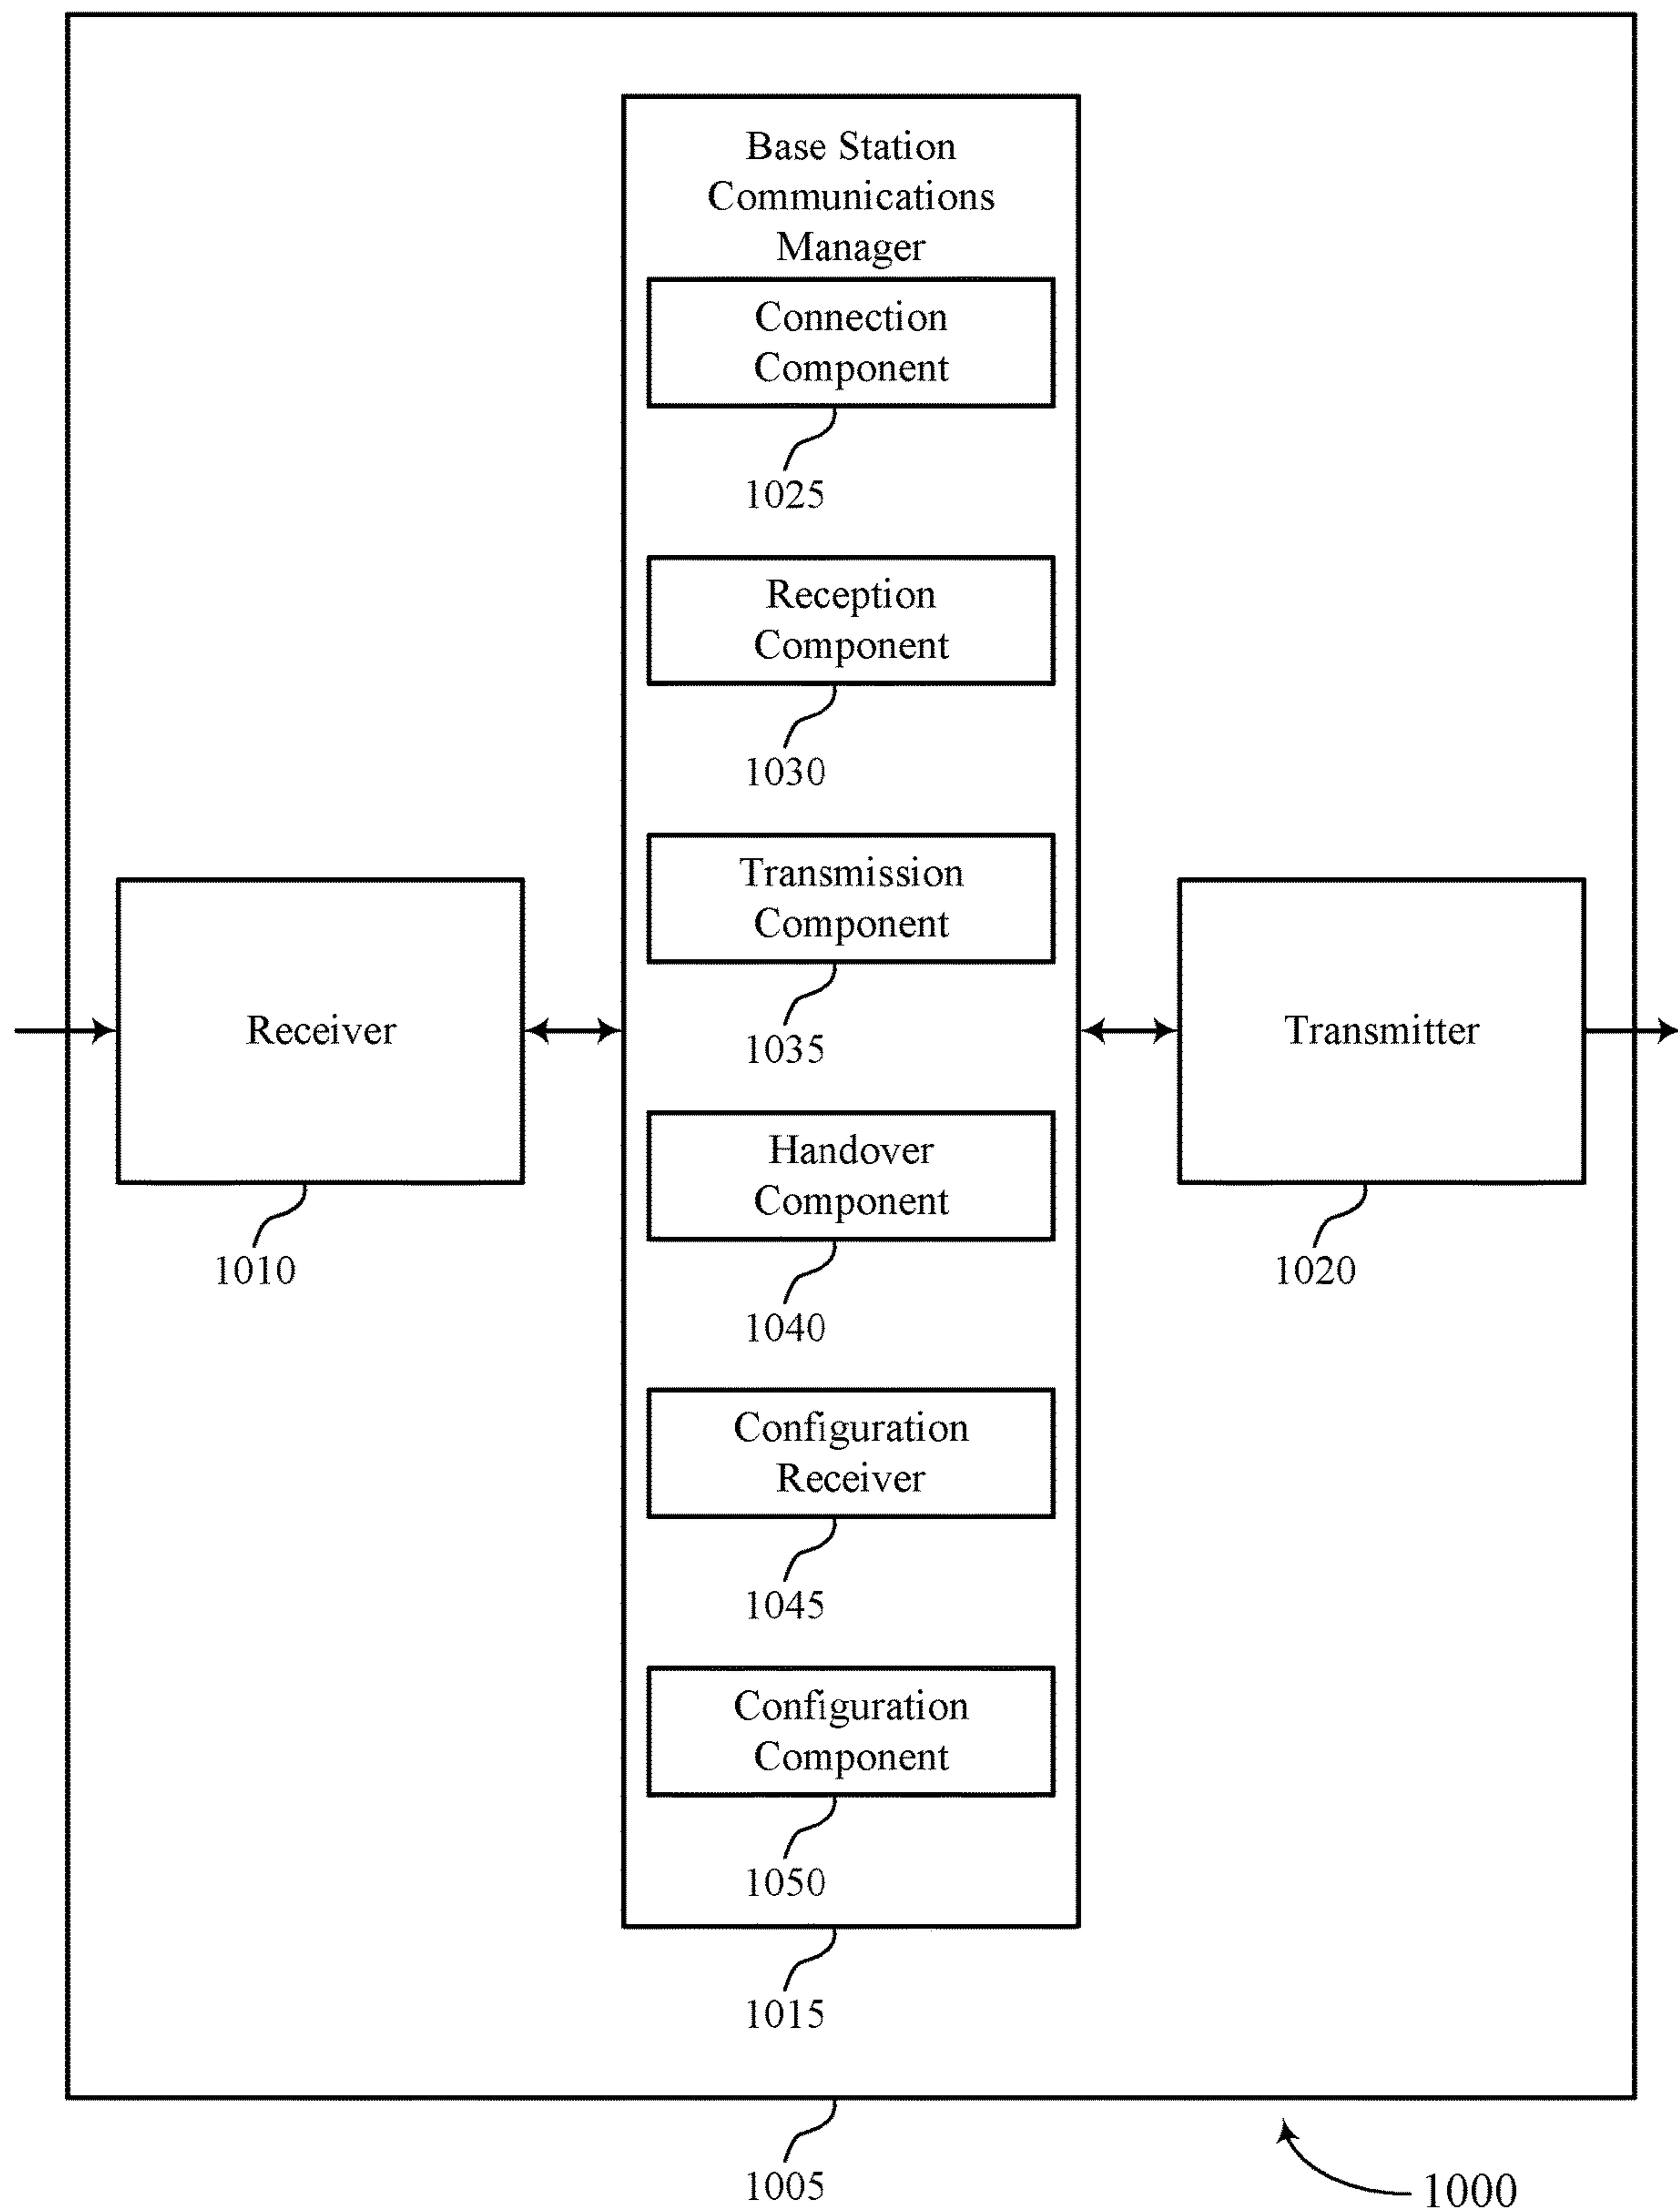 Base Station
Communications
Manager
Connection
Component
1025
Reception
Component
1030
Transmission
Component
1035
Receiver
1010
Transmitter
1020
Handover
Component
1040
Configuration
Receiver
1045
Configuration
Component
1050
1015
1005
1000